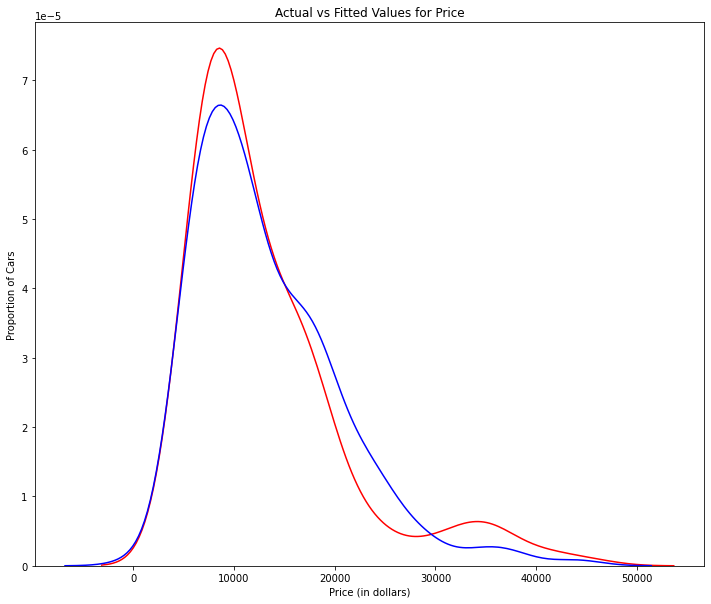 Actual vs Fitted Values for Price
1e−5
7
6
5
4
3
2
1
0
Proportion of Cars
0 10000 20000 30000 40000 50000
Price (in dollars)